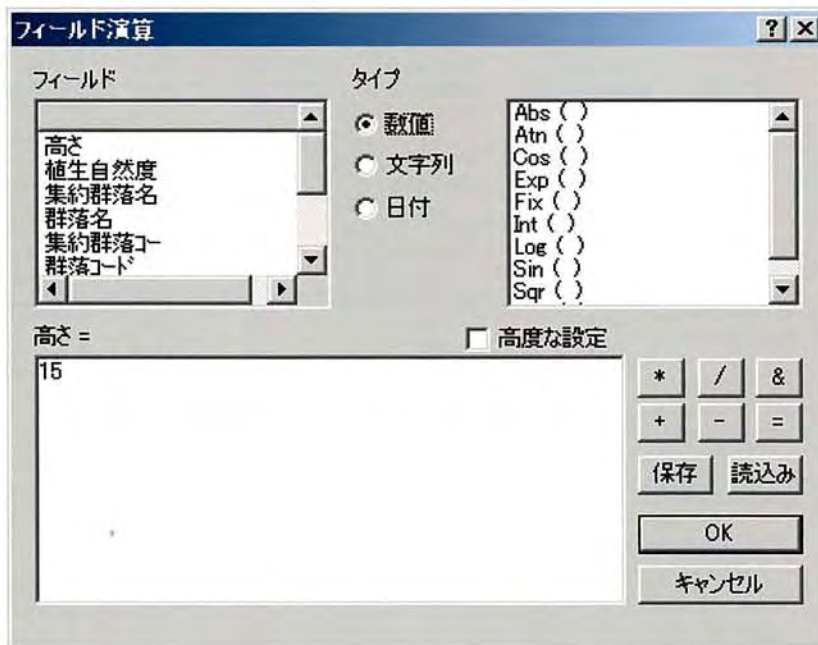 フィールド演算
フィールド
高さ
植生自然度
集約群落名
群落名
集約群落コー
群落コード
タイプ
数値
文字列
日付
Abs ( )
Atn ( )
Cos ( )
Exp ( )
Fix ( )
Int ( )
Log ( )
Sin ( )
Sqr ( )
高さ =
高度な設定
15
* / &
+ - =
保存 読込み
OK
キャンセル